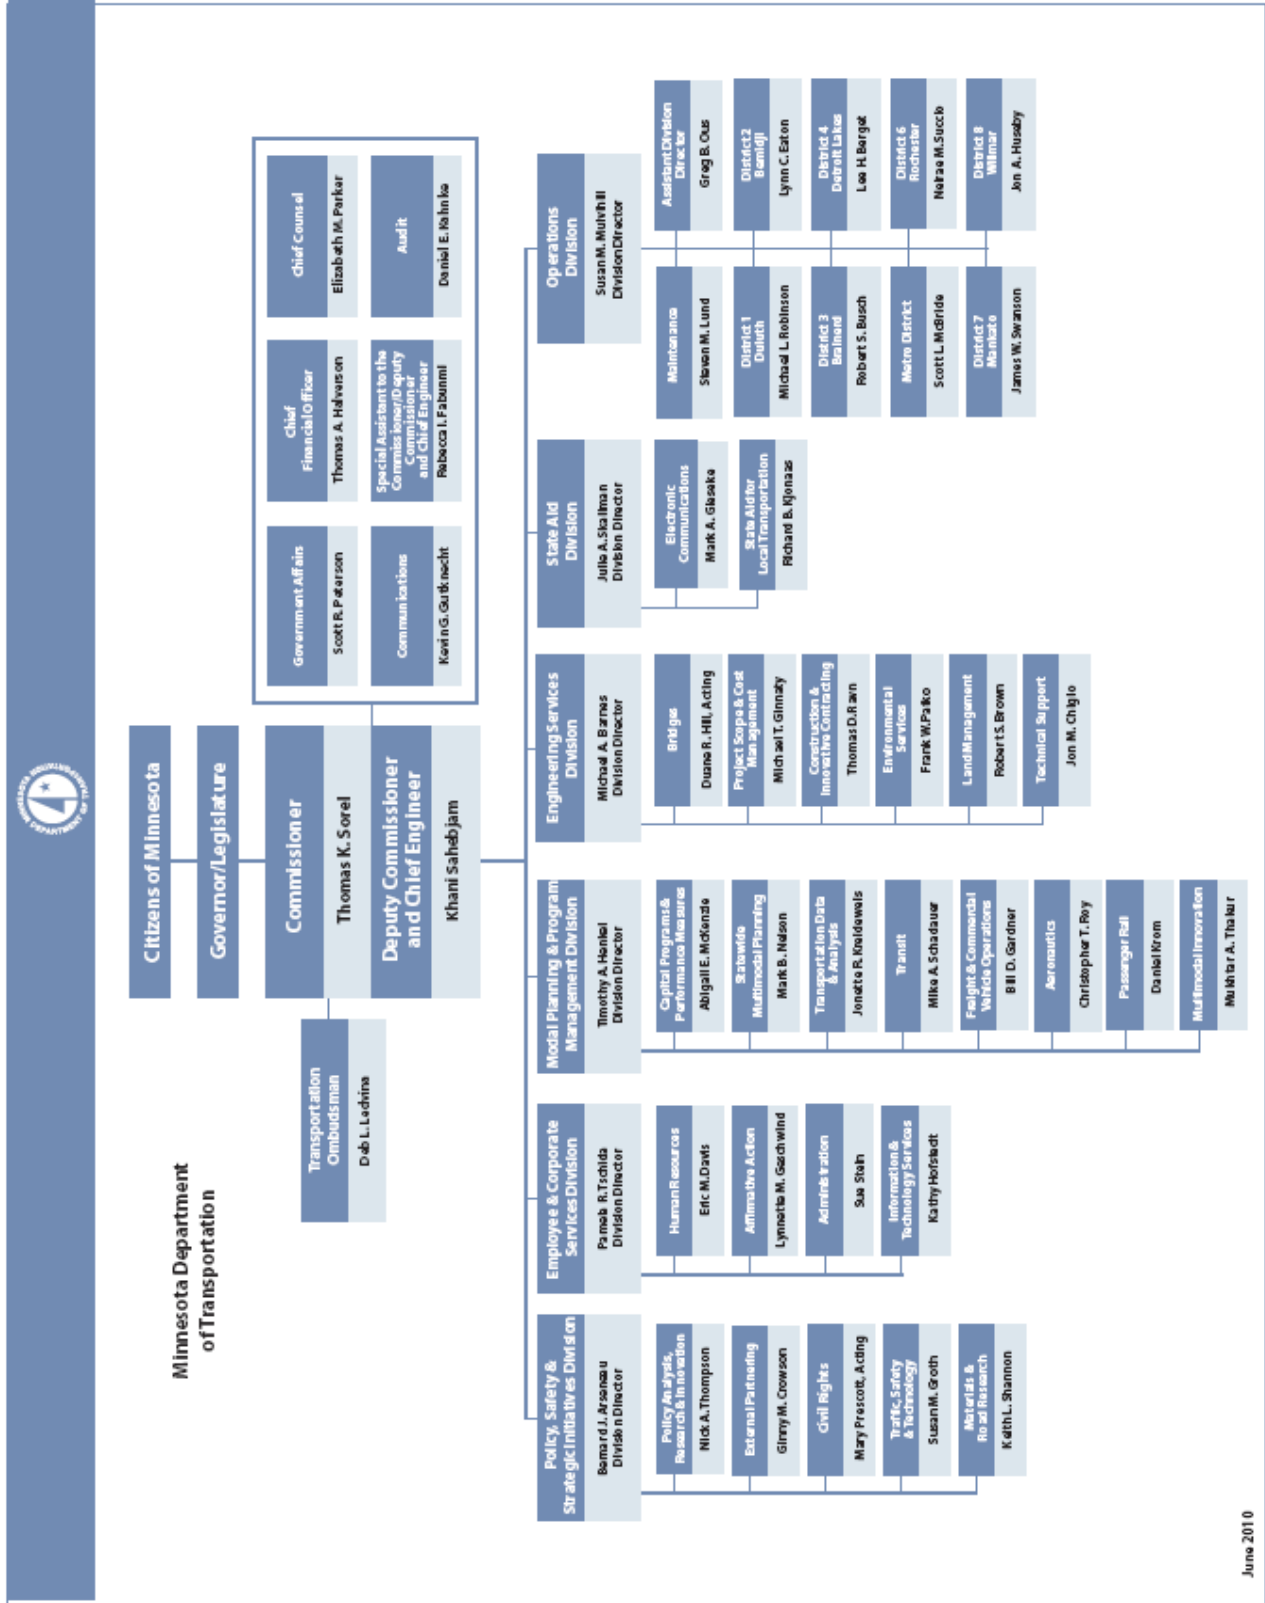 MINNESOTA DEPARTMENT OF TRANSPORTATION
Minnesota Department
of Transportation
Citizens of Minnesota
Governor/Legislature
Commissioner
Thomas K. Sorel
Deputy Commissioner
and Chief Engineer
Khani Sahebjam
Transportation
Ombudsman
Deb L. Ledvina
Government Affairs
Scott R. Peterson
Chief
Financial Officer
Thomas A. Halverson
Chief Counsel
Elizabeth M. Parker
Communications
Kevin G. Gutknecht
Special Assistant to the
Commissioner/Deputy
Commissioner
and Chief Engineer
Rebecca I. Fabunmi
Audit
Daniel E. Kahnke
Policy, Safety &
Strategic Initiatives Division
Bernard J. Arseneau
Division Director
Policy Analysis,
Research & Innovation
Nick A. Thompson
External Partnering
Ginny M. Crowson
Civil Rights
Mary Prescott, Acting
Traffic, Safety
& Technology
Susan M. Groth
Materials &
Road Research
Keith L. Shannon
Employee & Corporate
Services Division
Pamela R. Tschida
Division Director
Human Resources
Eric M. Davis
Affirmative Action
Lynnette M. Geschwind
Administration
Sue Stein
Information &
Technology Services
Kathy Hofstedt
Modal Planning & Program
Management Division
Timothy A. Henkel
Division Director
Capital Programs &
Performance Measures
Abigail E. McKenzie
Statewide
Multimodal Planning
Mark B. Nelson
Transportation Data
& Analysis
Jonette R. Kreideweis
Transit
Mike A. Schadauer
Freight & Commercial
Vehicle Operations
Bill D. Gardner
Aeronautics
Christopher T. Roy
Passenger Rail
Daniel Krom
Multimodal Innovation
Mukhtar A. Thakur
Engineering Services
Division
Michael A. Barnes
Division Director
Bridges
Duane R. Hill, Acting
Project Scope & Cost
Management
Michael T. Ginnaty
Construction &
Innovative Contracting
Thomas D. Ravn
Environmental
Services
Frank W. Pafko
Land Management
Robert S. Brown
Technical Support
Jon M. Chiglo
State Aid
Division
Julie A. Skallman
Division Director
Electronic
Communications
Mark A. Gieseke
State Aid for
Local Transportation
Richard B. Kjonaas
Operations
Division
Susan M. Mulvihill
Division Director
Maintenance
Steven M. Lund
Assistant Division
Director
Greg B. Ous
District 1
Duluth
Michael L. Robinson
District 2
Bemidji
Lynn C. Eaton
District 3
Brainerd
Robert S. Busch
District 4
Detroit Lakes
Lee H. Berget
Metro District
Scott L. McBride
District 6
Rochester
Nelrae M. Succio
District 7
Mankato
James W. Swanson
District 8
Willmar
Jon A. Huseby
June 2010